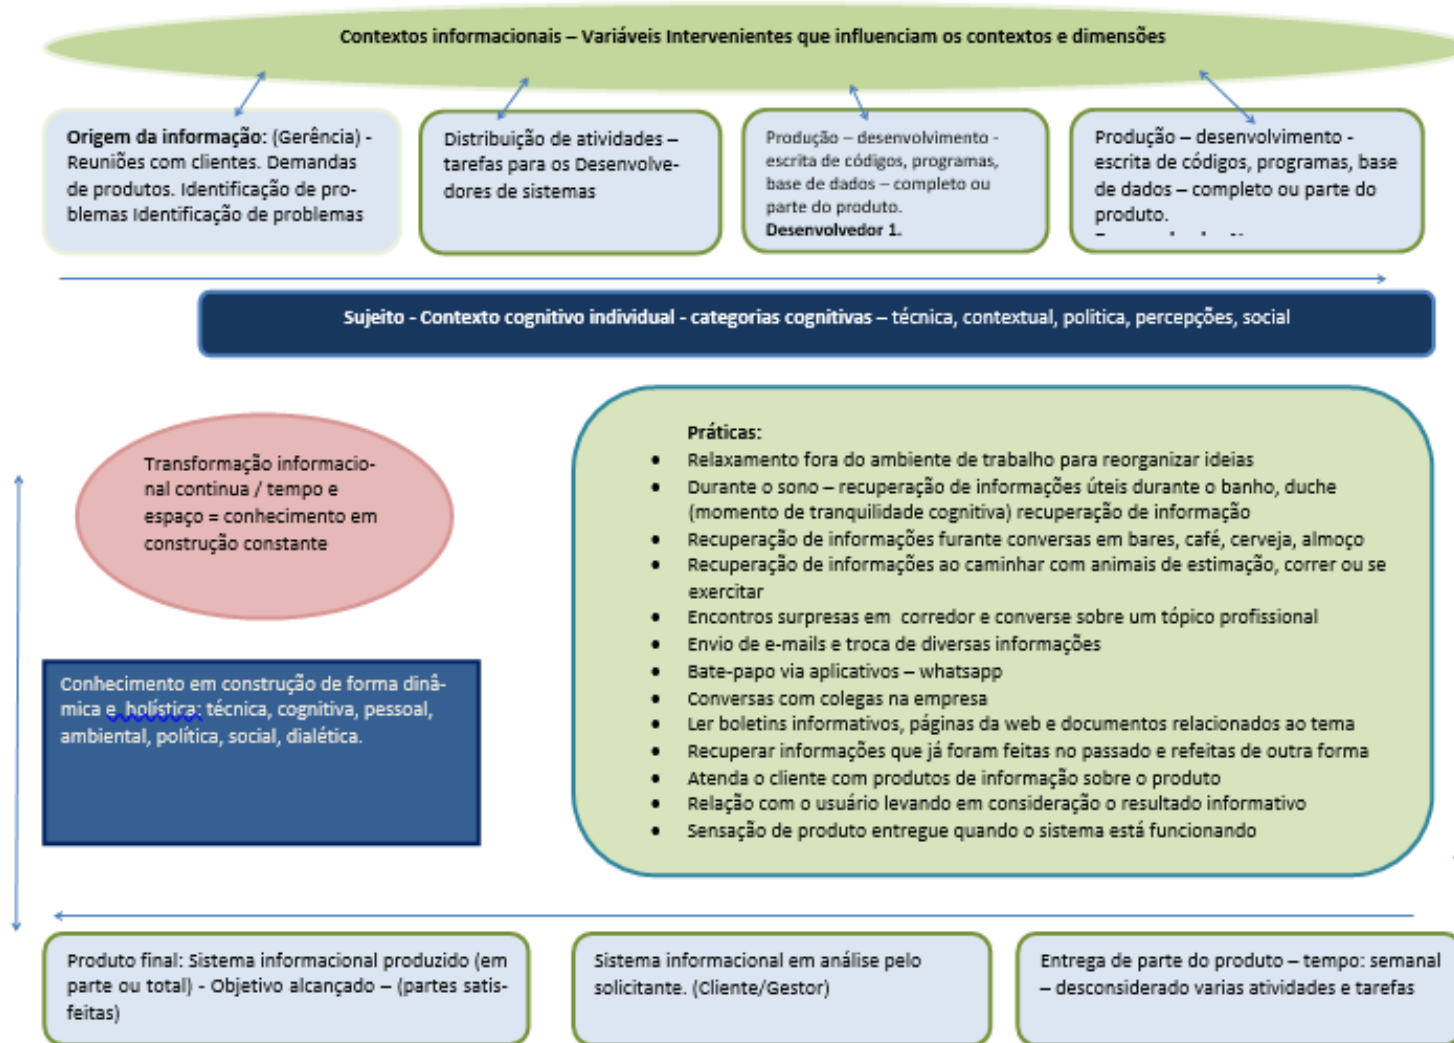 Contextos informacionais – Variáveis Intervenientes que influenciam os contextos e dimensões
Origem da informação: (Gerência) -
Reuniões com clientes. Demandas
de produtos. Identificação de pro-
blemas Identificação de problemas
Distribuição de atividades –
tarefas para os Desenvolve-
dores de sistemas
Produção – desenvolvimento -
escrita de códigos, programas,
base de dados – completo ou
parte do produto.
Desenvolvedor 1.
Produção – desenvolvimento -
escrita de códigos, programas, base
de dados – completo ou parte do
produto.
Sujeito - Contexto cognitivo individual - categorias cognitivas – técnica, contextual, politica, percepções, social
Transformação informacio-
nal continua / tempo e
espaço = conhecimento em
construção constante
Conhecimento em construção de forma dinâ-
mica e holística: técnica, cognitiva, pessoal,
ambiental, política, social, dialética.
Práticas:
• Relaxamento fora do ambiente de trabalho para reorganizar ideias
• Durante o sono – recuperação de informações úteis durante o banho, duche
(momento de tranquilidade cognitiva) recuperação de informação
• Recuperação de informações furante conversas em bares, café, cerveja, almoço
• Recuperação de informações ao caminhar com animais de estimação, correr ou se
exercitar
• Encontros surpresas em corredor e converse sobre um tópico profissional
• Envio de e-mails e troca de diversas informações
• Bate-papo via aplicativos – whatsapp
• Conversas com colegas na empresa
• Ler boletins informativos, páginas da web e documentos relacionados ao tema
• Recuperar informações que já foram feitas no passado e refeitas de outra forma
• Atenda o cliente com produtos de informação sobre o produto
• Relação com o usuário levando em consideração o resultado informativo
• Sensação de produto entregue quando o sistema está funcionando
Produto final: Sistema informacional produzido (em
parte ou total) - Objetivo alcançado – (partes satis-
feitas)
Sistema informacional em análise pelo
solicitante. (Cliente/Gestor)
Entrega de parte do produto – tempo: semanal
– desconsiderado varias atividades e tarefas